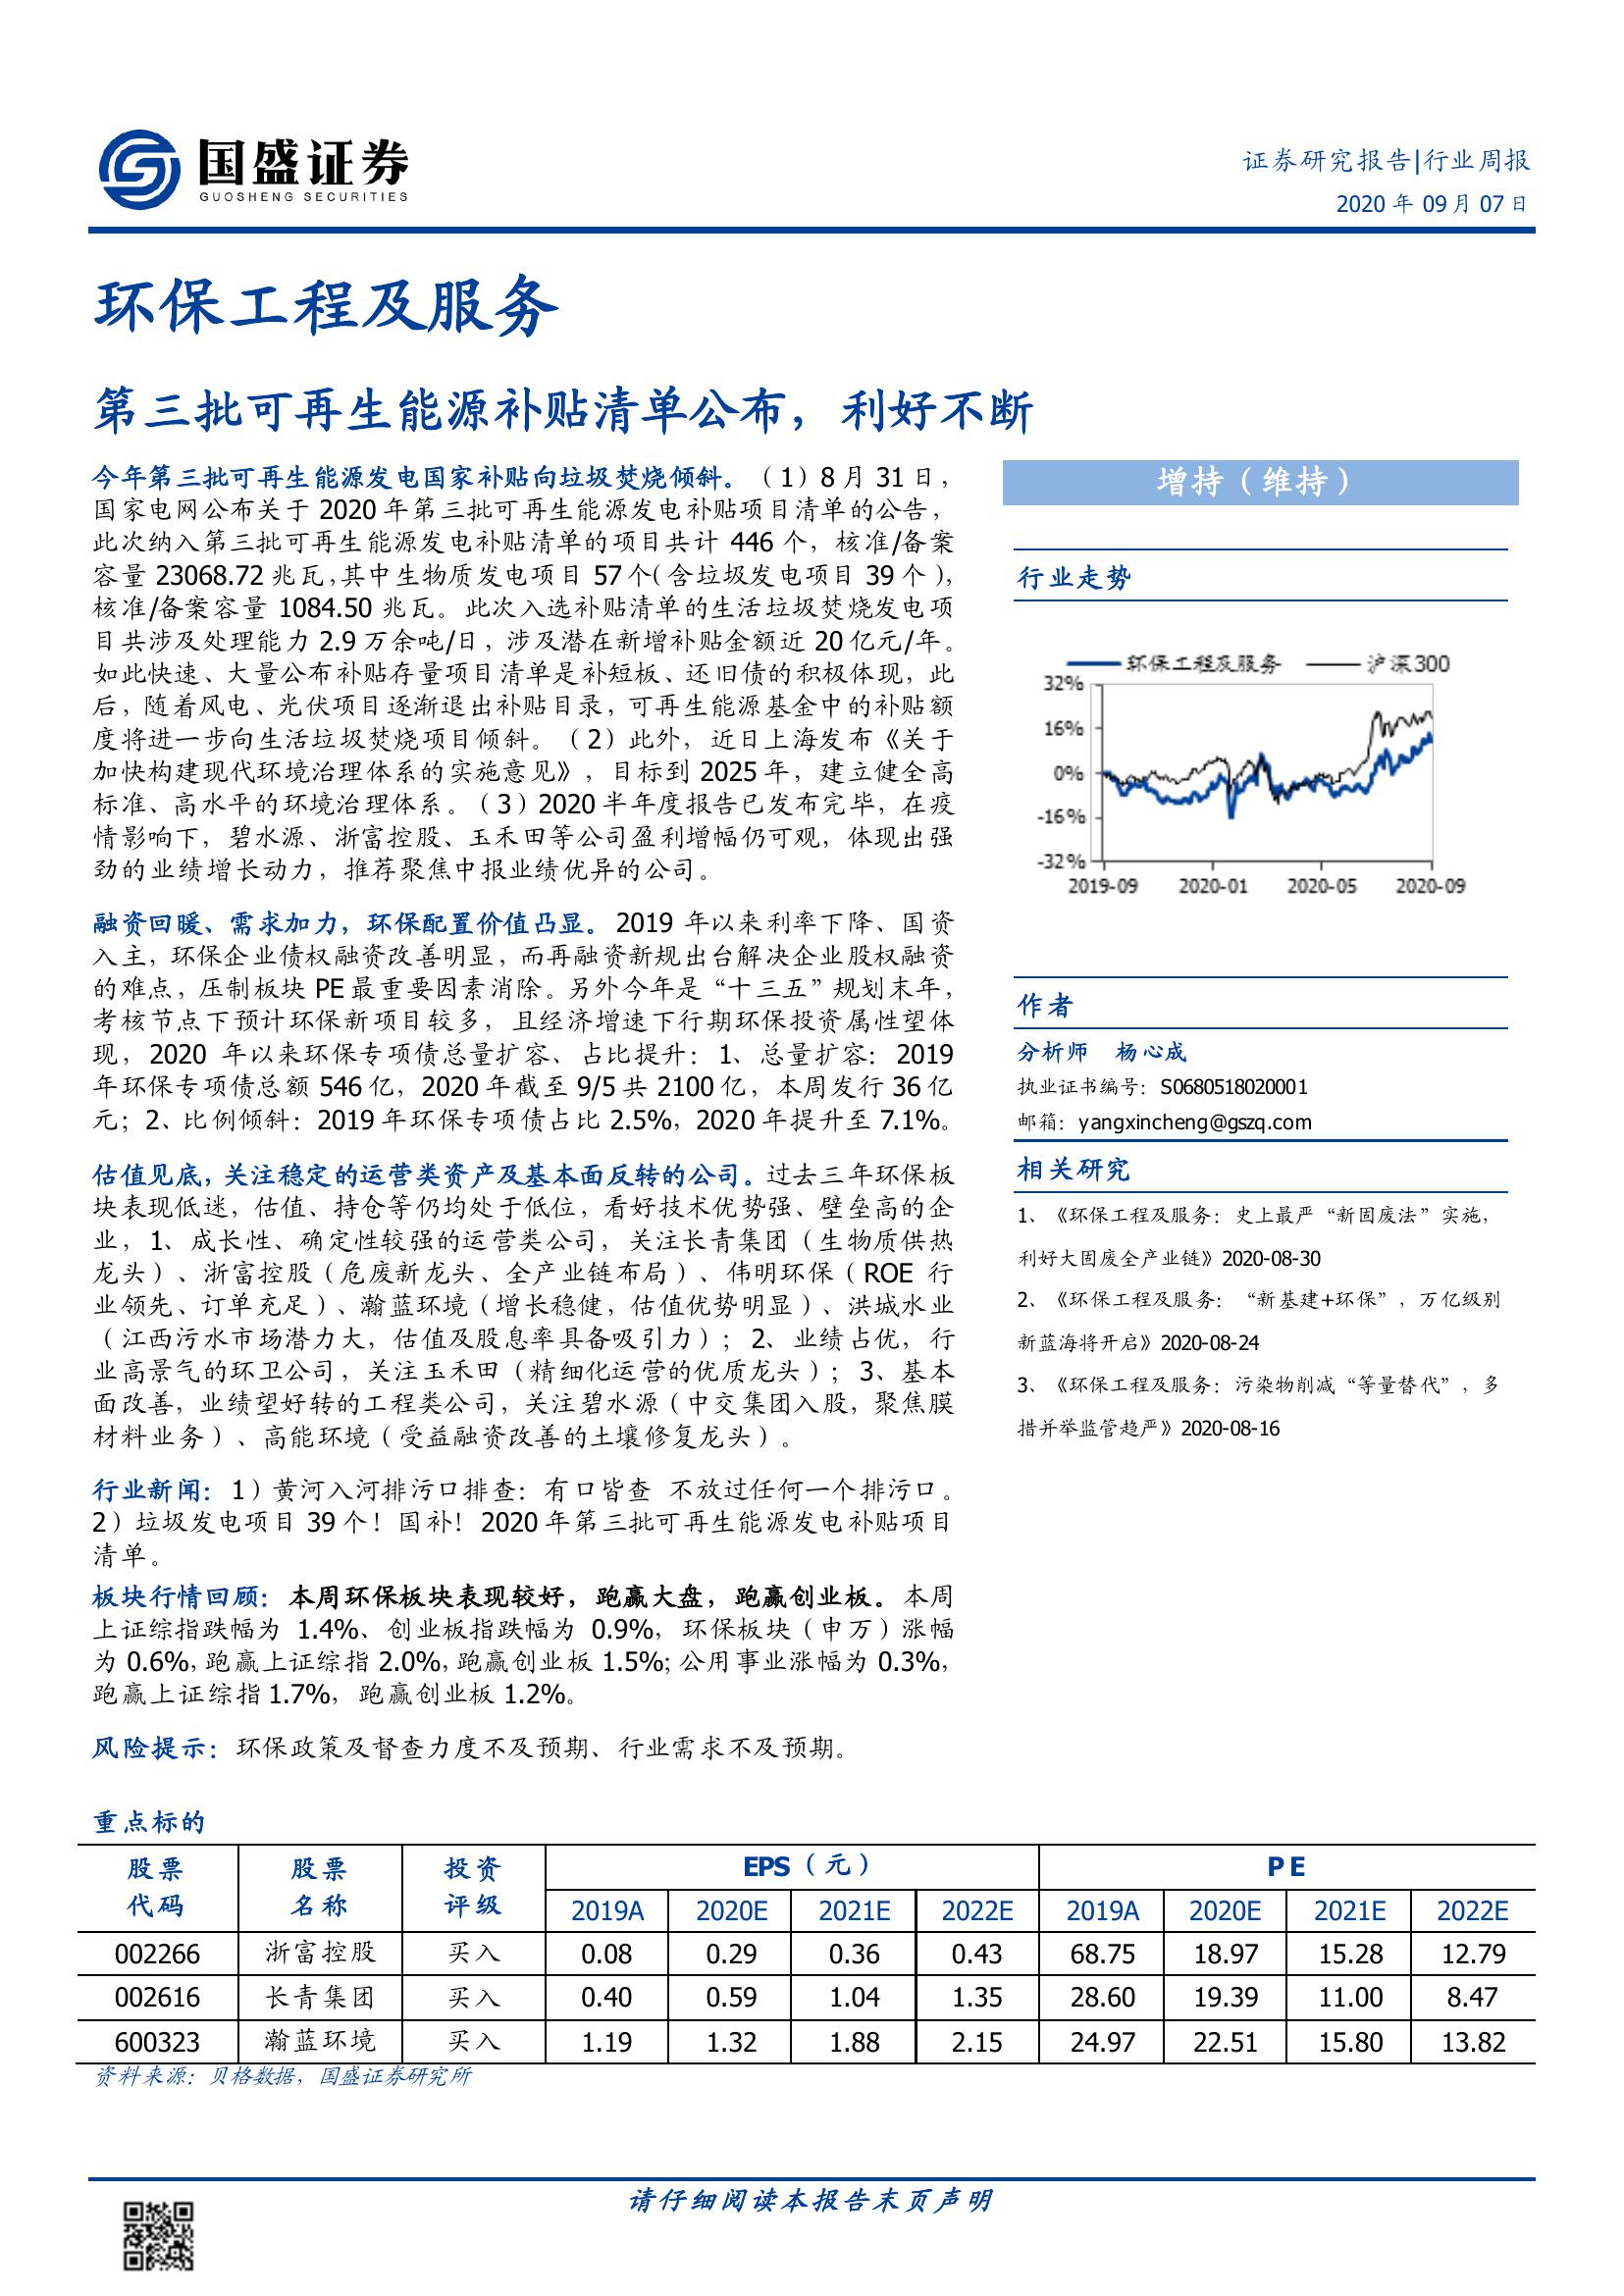 国盛证券
GUOSHENG SECURITIES
证券研究报告|行业周报
2020 年 09 月 07 日
环保工程及服务
第三批可再生能源补贴清单公布，利好不断
今年第三批可再生能源发电国家补贴向垃圾焚烧倾斜。（1）8 月 31 日，
国家电网公布关于 2020 年第三批可再生能源发电补贴项目清单的公告，
此次纳入第三批可再生能源发电补贴清单的项目共计 446 个，核准/备案
容量 23068.72 兆瓦，其中生物质发电项目 57 个（含垃圾发电项目 39 个），
核准/备案容量 1084.50 兆瓦。此次入选补贴清单的生活垃圾焚烧发电项
目共涉及处理能力 2.9 万余吨/日，涉及潜在新增补贴金额近 20 亿元/年。
如此快速、大量公布补贴存量项目清单是补短板、还旧债的积极体现，此
后，随着风电、光伏项目逐渐退出补贴目录，可再生能源基金中的补贴额
度将进一步向生活垃圾焚烧项目倾斜。（2）此外，近日上海发布《关于
加快构建现代环境治理体系的实施意见》，目标到 2025 年，建立健全高
标准、高水平的环境治理体系。（3）2020 半年度报告已发布完毕，在疫
情影响下，碧水源、浙富控股、玉禾田等公司盈利增幅仍可观，体现出强
劲的业绩增长动力，推荐聚焦中报业绩优异的公司。
融资回暖、需求加力，环保配置价值凸显。2019 年以来利率下降、国资
入主，环保企业债权融资改善明显，而再融资新规出台解决企业股权融资
的难点，压制板块 PE 最重要因素消除。另外今年是“十三五”规划末年，
考核节点下预计环保新项目较多，且经济增速下行期环保投资属性望体
现，2020 年以来环保专项债总量扩容、占比提升：1、总量扩容：2019
年环保专项债总额 546 亿，2020 年截至 9/5 共 2100 亿，本周发行 36 亿
元；2、比例倾斜：2019 年环保专项债占比 2.5%，2020 年提升至 7.1%。
估值见底，关注稳定的运营类资产及基本面反转的公司。过去三年环保板
块表现低迷，估值、持仓等仍均处于低位，看好技术优势强、壁垒高的企
业，1、成长性、确定性较强的运营类公司，关注长青集团（生物质供热
龙头）、浙富控股（危废新龙头、全产业链布局）、伟明环保（ROE 行
业领先、订单充足）、瀚蓝环境（增长稳健，估值优势明显）、洪城水业
（江西污水市场潜力大，估值及股息率具备吸引力）；2、业绩占优，行
业高景气的环卫公司，关注玉禾田（精细化运营的优质龙头）；3、基本
面改善，业绩望好转的工程类公司，关注碧水源（中交集团入股，聚焦膜
材料业务）、高能环境（受益融资改善的土壤修复龙头）。
行业新闻：1）黄河入河排污口排查：有口皆查 不放过任何一个排污口。
2）垃圾发电项目 39 个！国补！2020 年第三批可再生能源发电补贴项目
清单。
板块行情回顾：本周环保板块表现较好，跑赢大盘，跑赢创业板。本周
上证综指跌幅为 1.4%、创业板指跌幅为 0.9%，环保板块（申万）涨幅
为 0.6%，跑赢上证综指 2.0%，跑赢创业板 1.5%；公用事业涨幅为 0.3%，
跑赢上证综指 1.7%，跑赢创业板 1.2%。
风险提示：环保政策及督查力度不及预期、行业需求不及预期。
增持（维持）
行业走势
环保工程及服务 沪深300
32%
16%
0%
-16%
-32%
2019-09 2020-01 2020-05 2020-09
作者
分析师 杨心成
执业证书编号：S0680518020001
邮箱：yangxincheng@gszq.com
相关研究
1、《环保工程及服务：史上最严“新固废法”实施，
利好大固废全产业链》2020-08-30
2、《环保工程及服务：“新基建+环保”，万亿级别
新蓝海将开启》2020-08-24
3、《环保工程及服务：污染物削减“等量替代”，多
措并举监管趋严》2020-08-16
重点标的
股票代码 股票名称 投资评级 EPS（元） PE
2019A 2020E 2021E 2022E 2019A 2020E 2021E 2022E
002266 浙富控股 买入 0.08 0.29 0.36 0.43 68.75 18.97 15.28 12.79
002616 长青集团 买入 0.40 0.59 1.04 1.35 28.60 19.39 11.00 8.47
600323 瀚蓝环境 买入 1.19 1.32 1.88 2.15 24.97 22.51 15.80 13.82
资料来源：贝格数据，国盛证券研究所
请仔细阅读本报告末页声明